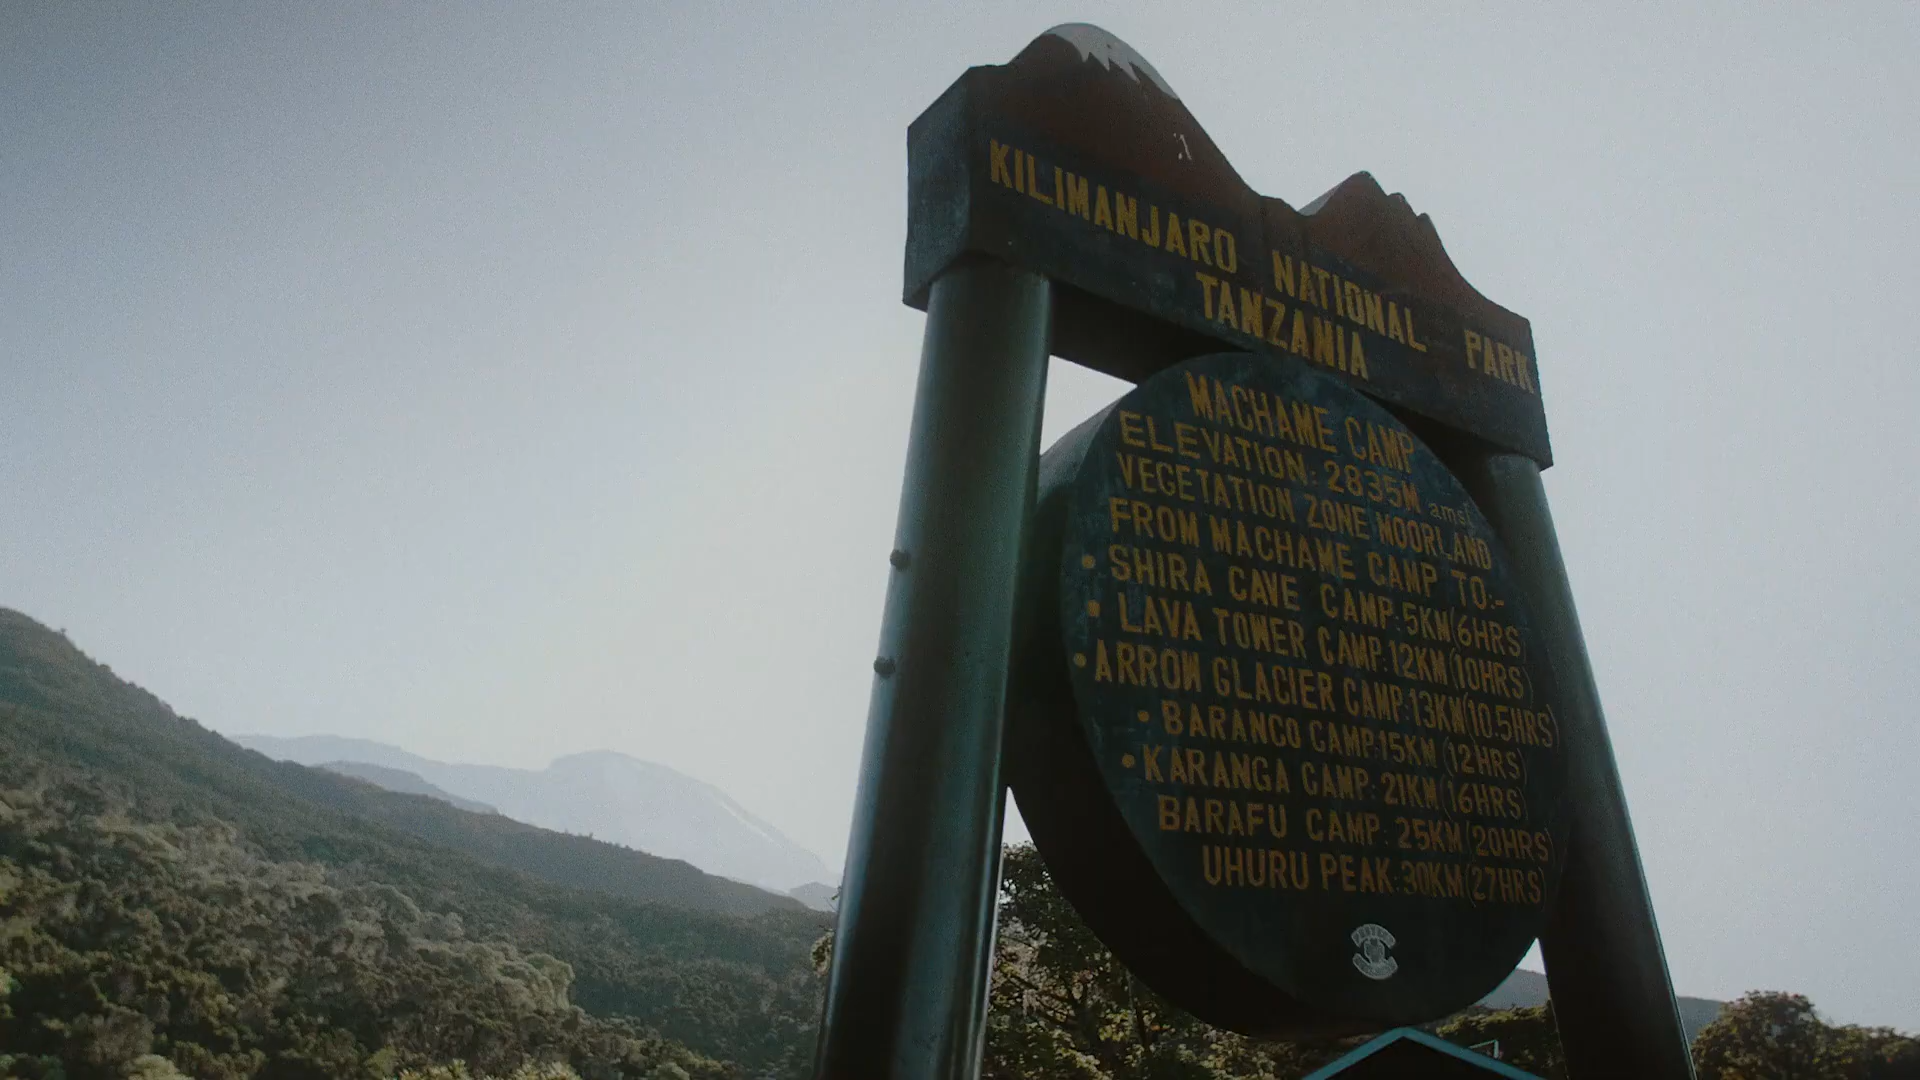 KILIMANJARO NATIONAL PARK
TANZANIA
MACHAME CAMP
ELEVATION: 2835M amsl
VEGETATION ZONE MOORLAND
FROM MACHAME CAMP TO:-
• SHIRA CAVE CAMP: 5KM (6HRS)
• LAVA TOWER CAMP: 12KM (10HRS)
• ARROW GLACIER CAMP: 13KM (10.5HRS)
• BARANCO CAMP: 15KM (12HRS)
• KARANGA CAMP: 21KM (16HRS)
BARAFU CAMP: 25KM (20HRS)
UHURU PEAK: 30KM (27HRS)